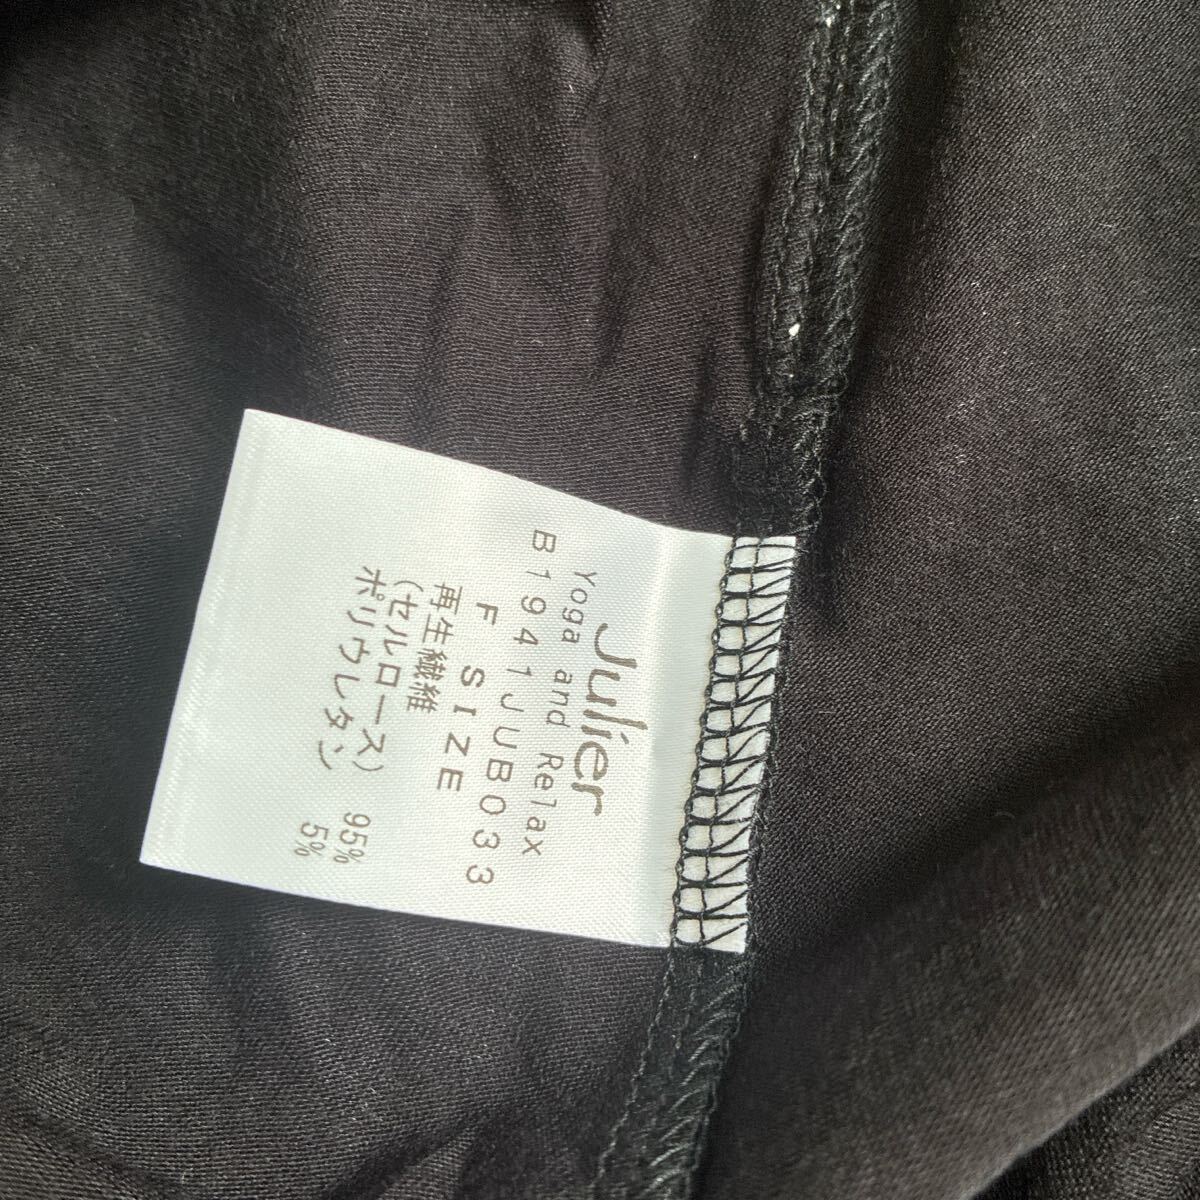 Julier
Yoga and Relax
B1941JUB033
F SIZE
再生繊維
(セルロース) 95%
ポリウレタン 5%